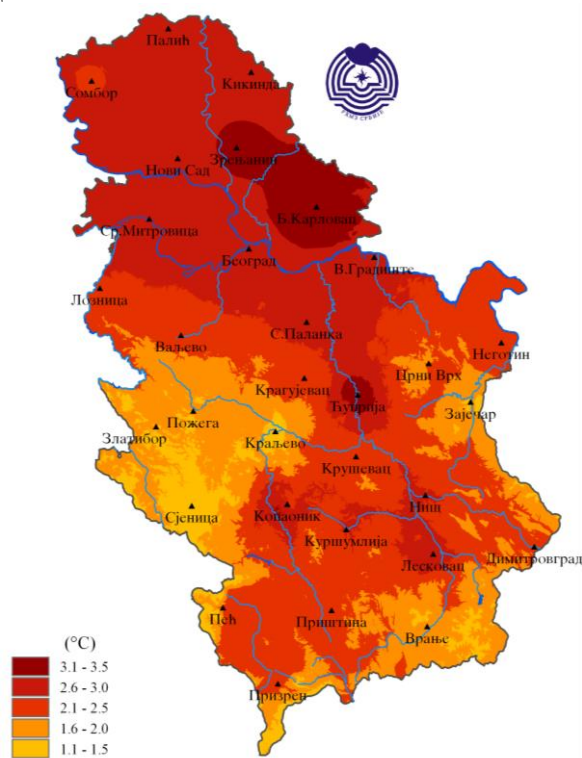 Палић
Кикинда
Сомбор
Зрењанин
Нови Сад
Б.Карловац
Ср.Митровица
Београд
В.Градиште
Лозница
С.Паланка
Ваљево
Неготин
Црни Врх
Крагујевац
Ћуприја
Зајечар
Пожега
Златибор
Краљево
Крушевац
Сјеница
Копаоник
Ниш
Куршумлија
Димитровград
Лесковац
Пећ
Приштина
Врање
Призрен
(°C)
3.1 - 3.5
2.6 - 3.0
2.1 - 2.5
1.6 - 2.0
1.1 - 1.5